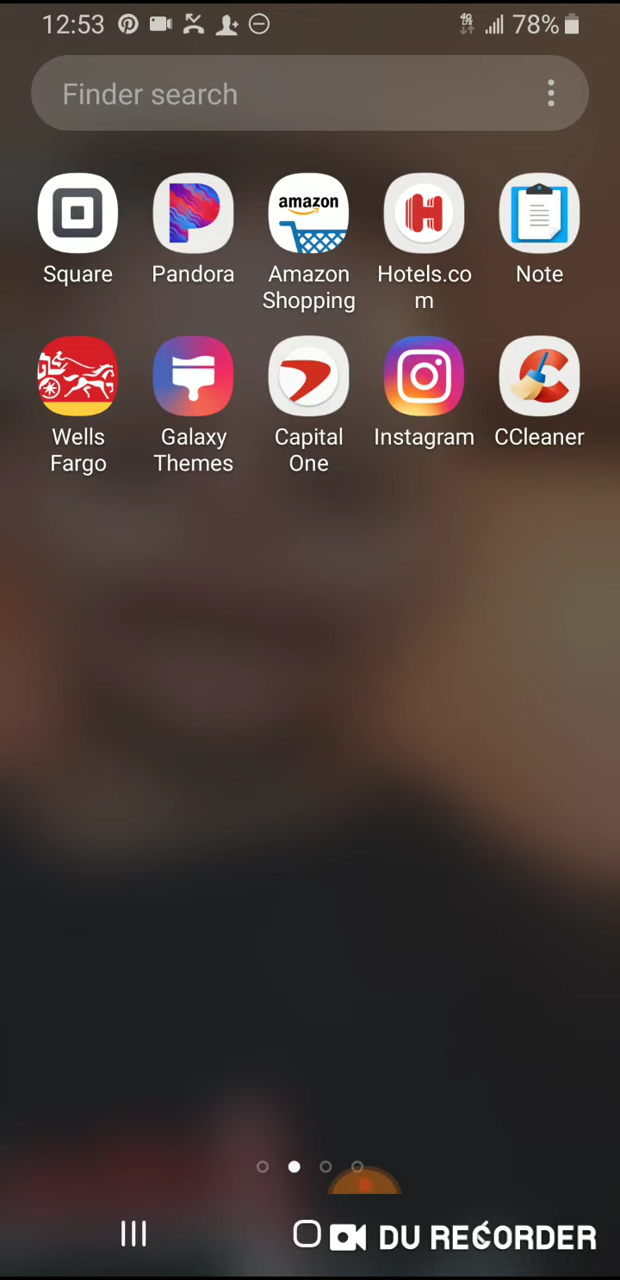 12:53 78%
Finder search
amazon
Square Pandora Amazon Hotels.co Note
Shopping m
Wells Galaxy Capital Instagram CCleaner
Fargo Themes One
DU RECORDER